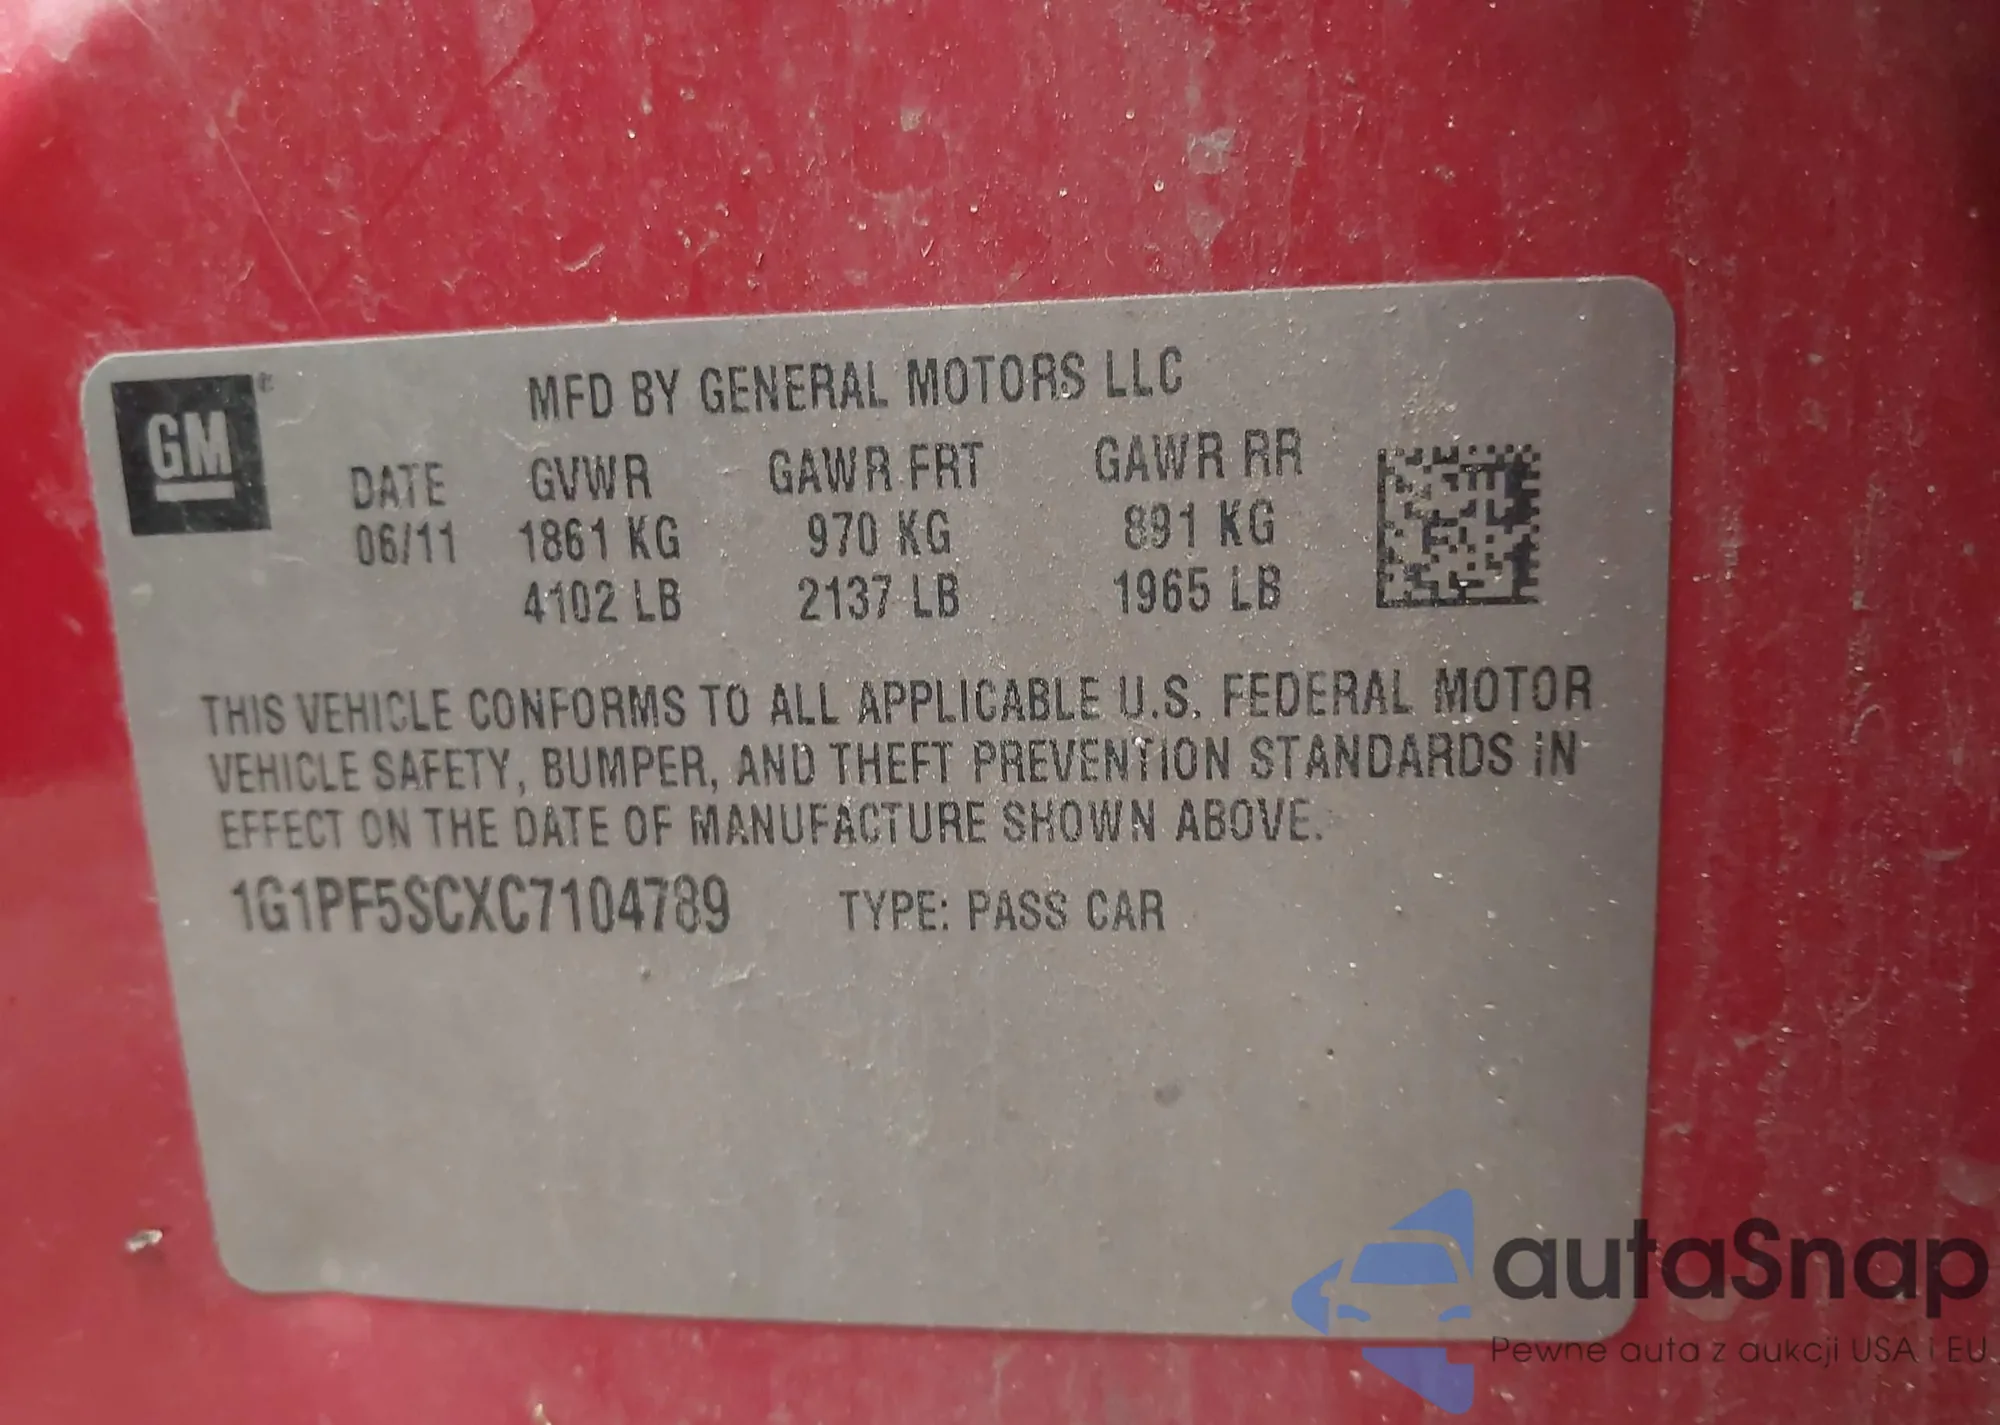 GM
MFD BY GENERAL MOTORS LLC
DATE GVWR GAWR FRT GAWR RR
06/11 1861 KG 970 KG 891 KG
4102 LB 2137 LB 1965 LB
THIS VEHICLE CONFORMS TO ALL APPLICABLE U.S. FEDERAL MOTOR
VEHICLE SAFETY, BUMPER, AND THEFT PREVENTION STANDARDS IN
EFFECT ON THE DATE OF MANUFACTURE SHOWN ABOVE.
1G1PF5SCXC7104789 TYPE: PASS CAR
autaSnap
Pewne auta z aukcji USA i EU